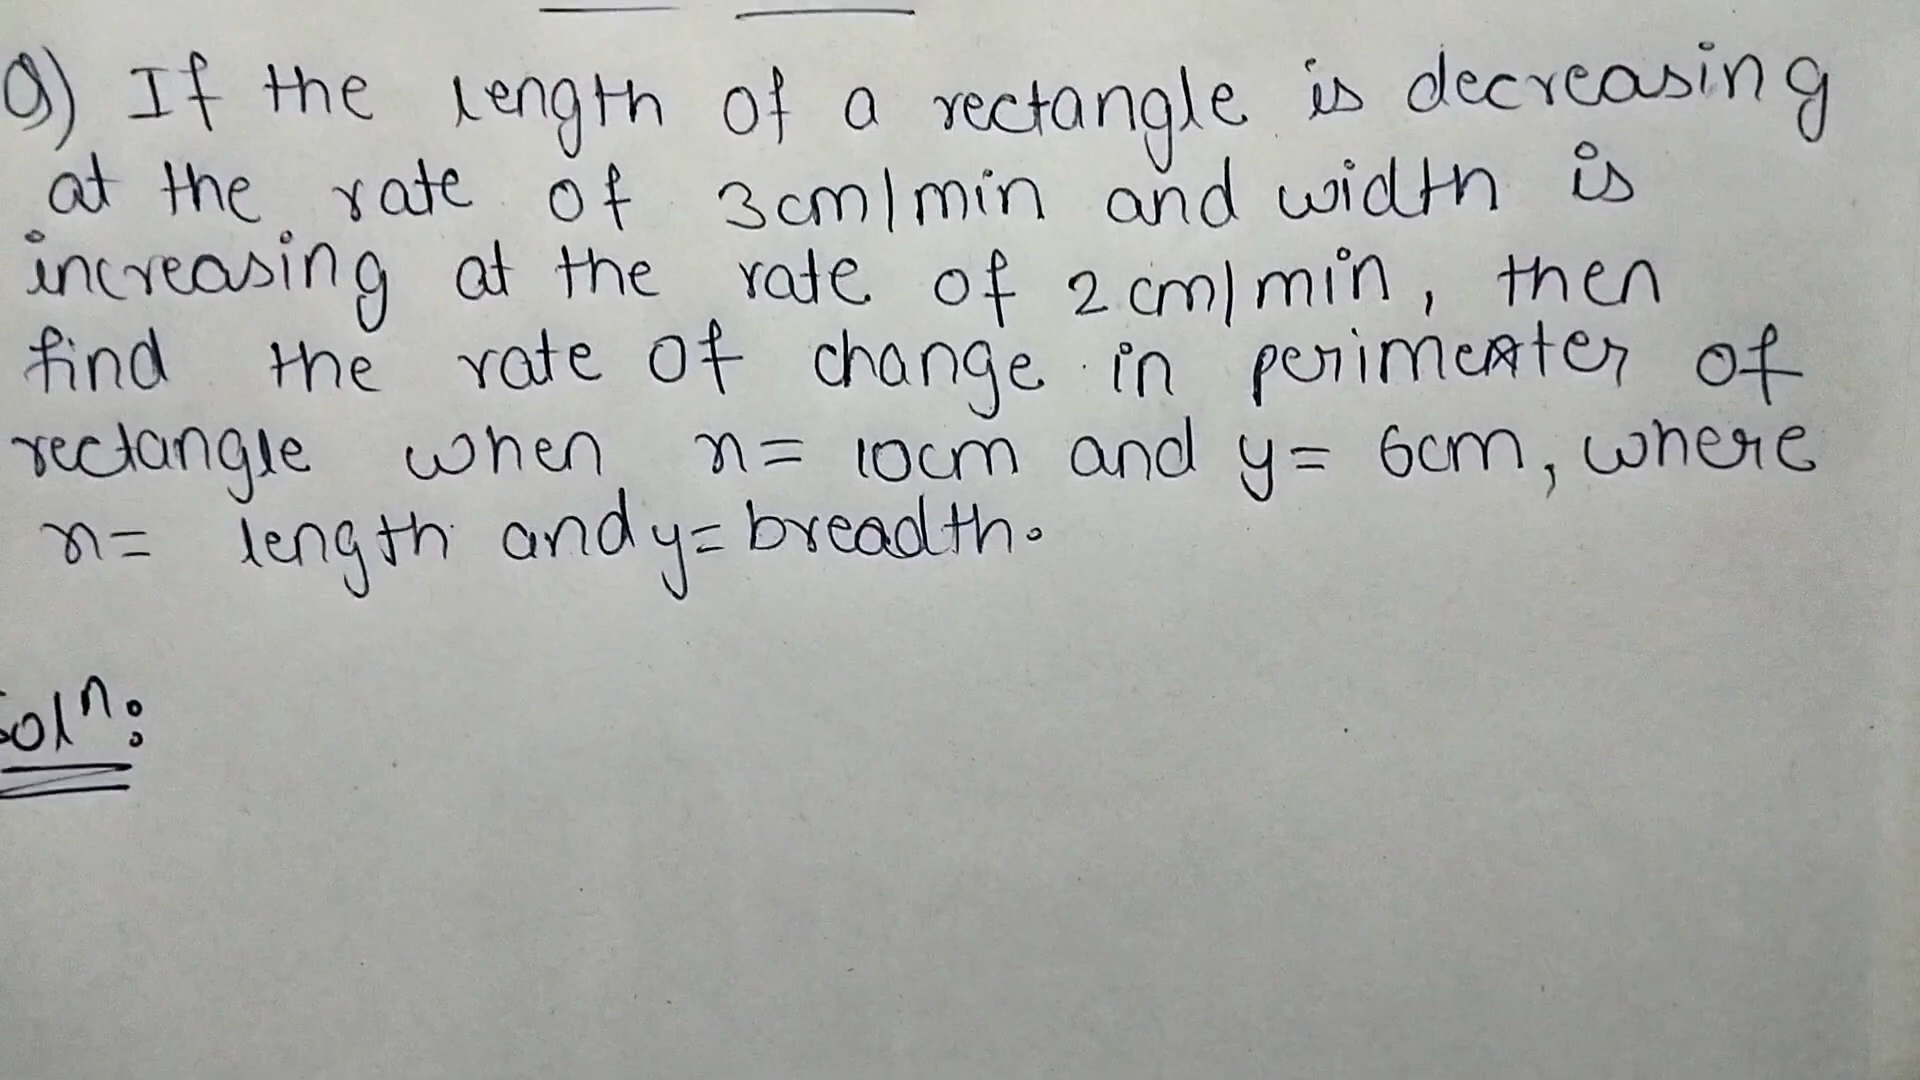 Q) If the length of a rectangle is decreasing
at the rate of 3cm/min and width is
increasing at the rate of 2cm/min, then
find the rate of change in perimeter of
rectangle when x= 10cm and y= 6cm, where
x= length and y= breadth.
Solⁿ: